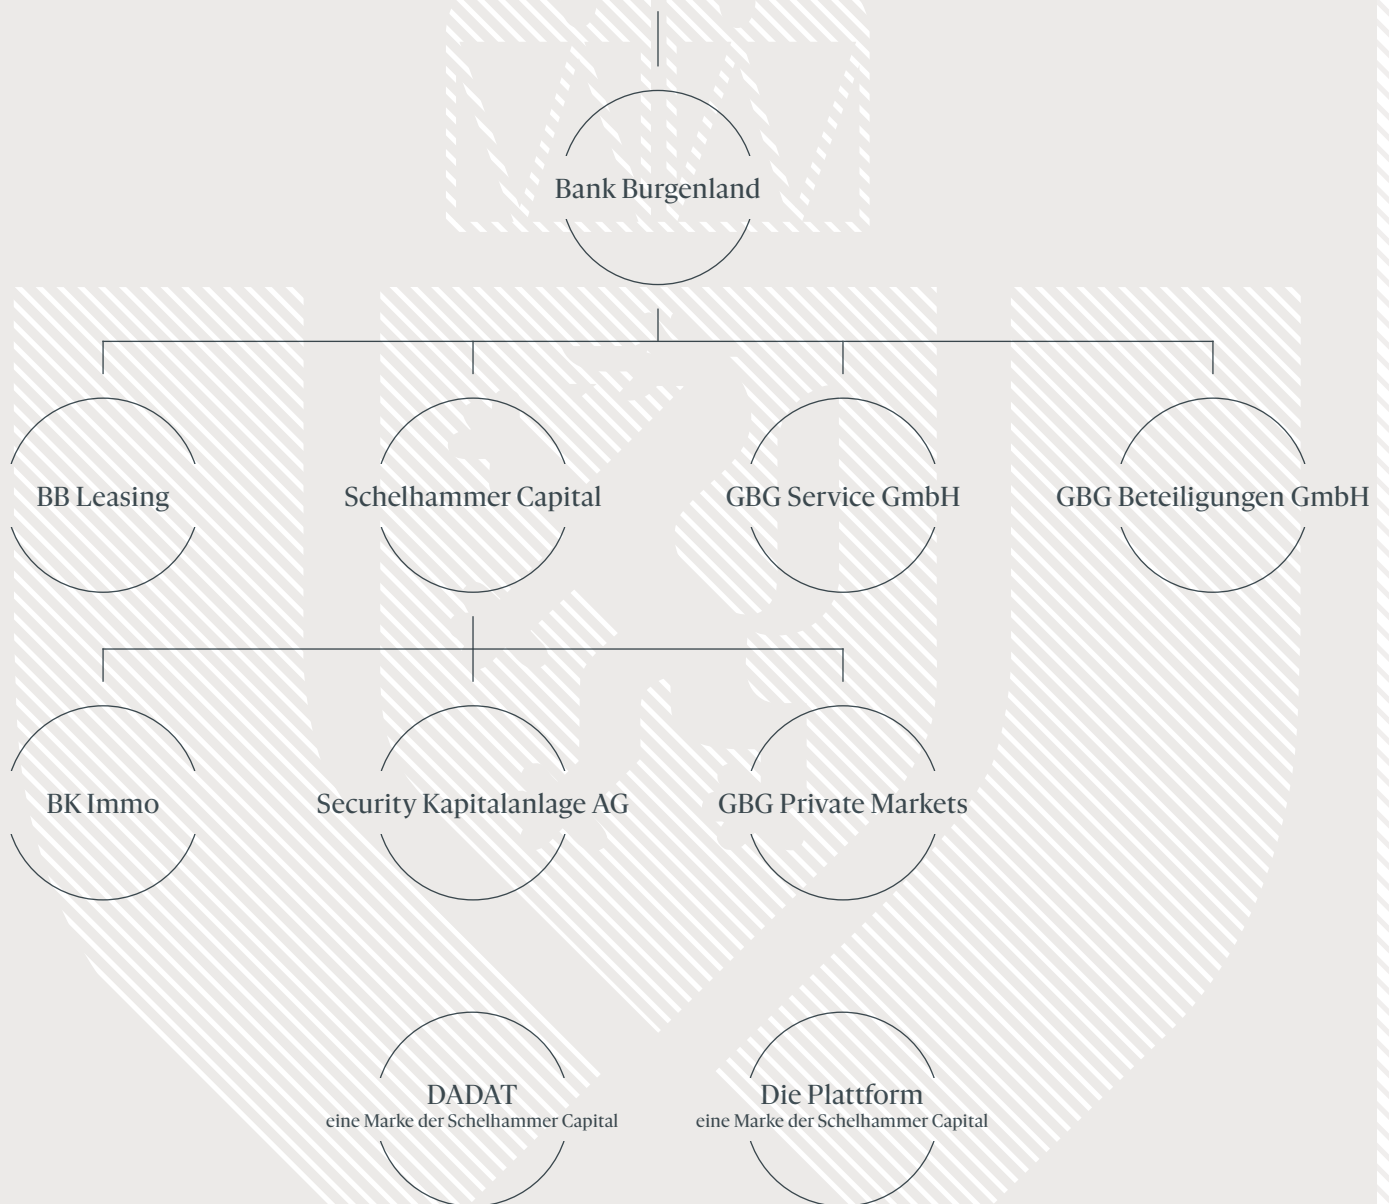 Bank Burgenland
BB Leasing
Schelhammer Capital
GBG Service GmbH
GBG Beteiligungen GmbH
BK Immo
Security Kapitalanlage AG
GBG Private Markets
DADAT
eine Marke der Schelhammer Capital
Die Plattform
eine Marke der Schelhammer Capital